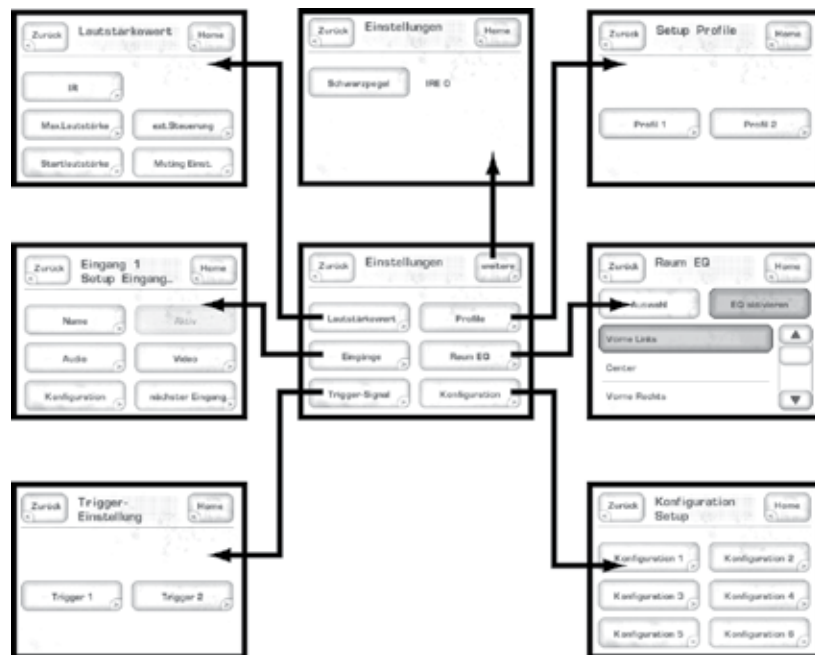 Zurück Lautstärkewert Home
IR
Max.Lautstärke ext.Steuerung
Startlautstärke Muting Einst.
Zurück Einstellungen Home
Schwarzpegel IRE 0
Zurück Setup Profile Home
Profil 1 Profil 2
Zurück Eingang 1 Home
Setup Eingang..
Name Aktiv
Audio Video
Konfiguration nächster Eingang
Zurück Einstellungen weitere
Lautstärkewert Profile
Eingänge Raum EQ
Trigger-Signal Konfiguration
Zurück Raum EQ Home
Auswahl EQ aktivieren
Vorne Links
Center
Vorne Rechts
Zurück Trigger- Home
Einstellung
Trigger 1 Trigger 2
Zurück Konfiguration Home
Setup
Konfiguration 1 Konfiguration 2
Konfiguration 3 Konfiguration 4
Konfiguration 5 Konfiguration 6